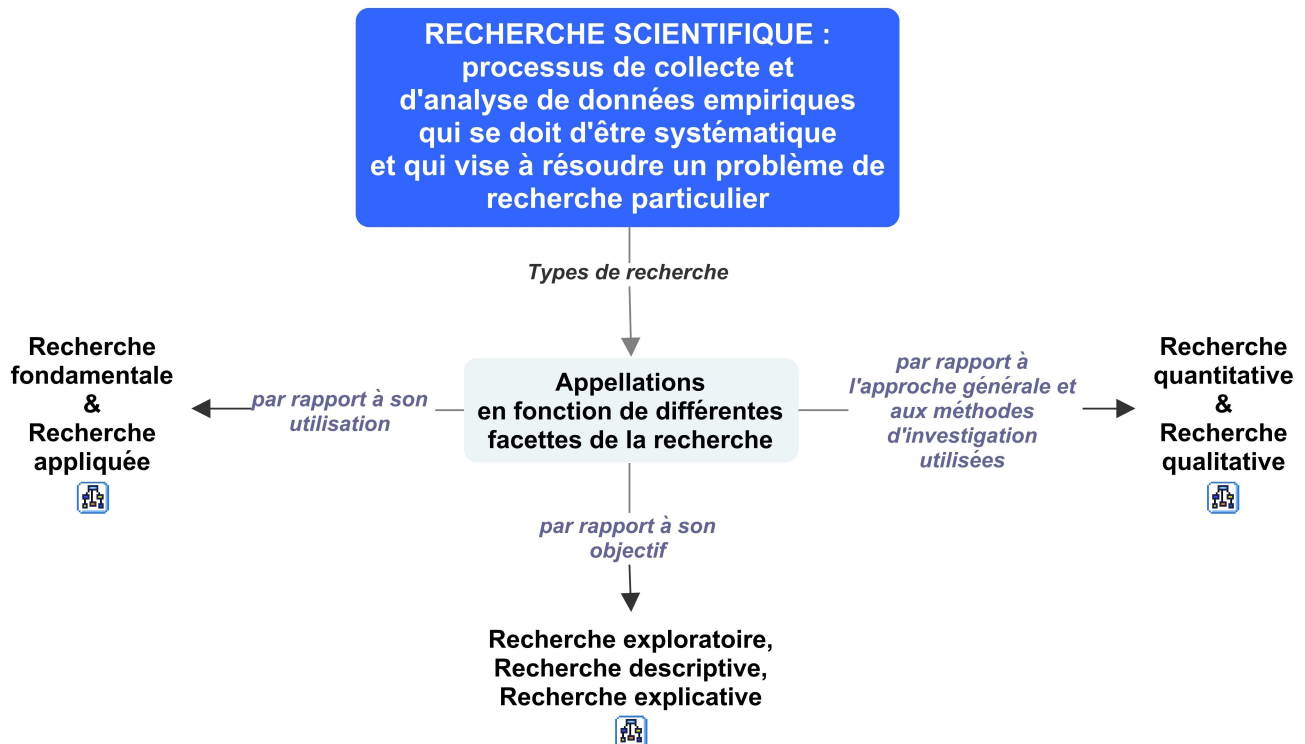 RECHERCHE SCIENTIFIQUE :
processus de collecte et
d'analyse de données empiriques
qui se doit d'être systématique
et qui vise à résoudre un problème de
recherche particulier
Types de recherche
Recherche
fondamentale
&
Recherche
appliquée
par rapport à son
utilisation
Appellations
en fonction de différentes
facettes de la recherche
par rapport à
l'approche générale et
aux méthodes
d'investigation
utilisées
Recherche
quantitative
&
Recherche
qualitative
par rapport à son
objectif
Recherche exploratoire,
Recherche descriptive,
Recherche explicative